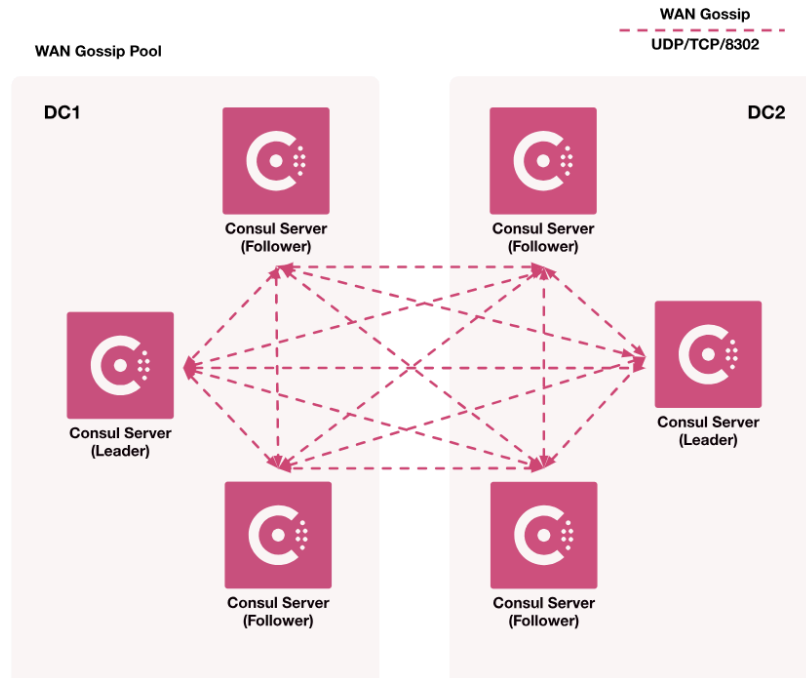 WAN Gossip
UDP/TCP/8302
WAN Gossip Pool
DC1
DC2
Consul Server
(Follower)
Consul Server
(Follower)
Consul Server
(Leader)
Consul Server
(Leader)
Consul Server
(Follower)
Consul Server
(Follower)